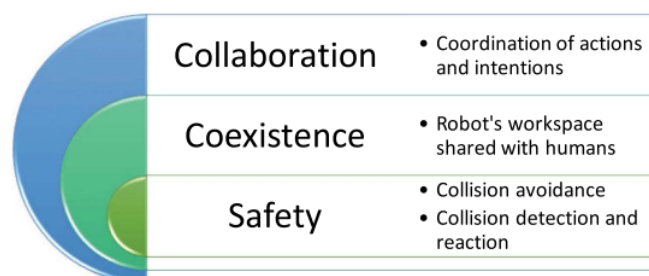 Collaboration
• Coordination of actions
and intentions
Coexistence
• Robot's workspace
shared with humans
Safety
• Collision avoidance
• Collision detection and
reaction